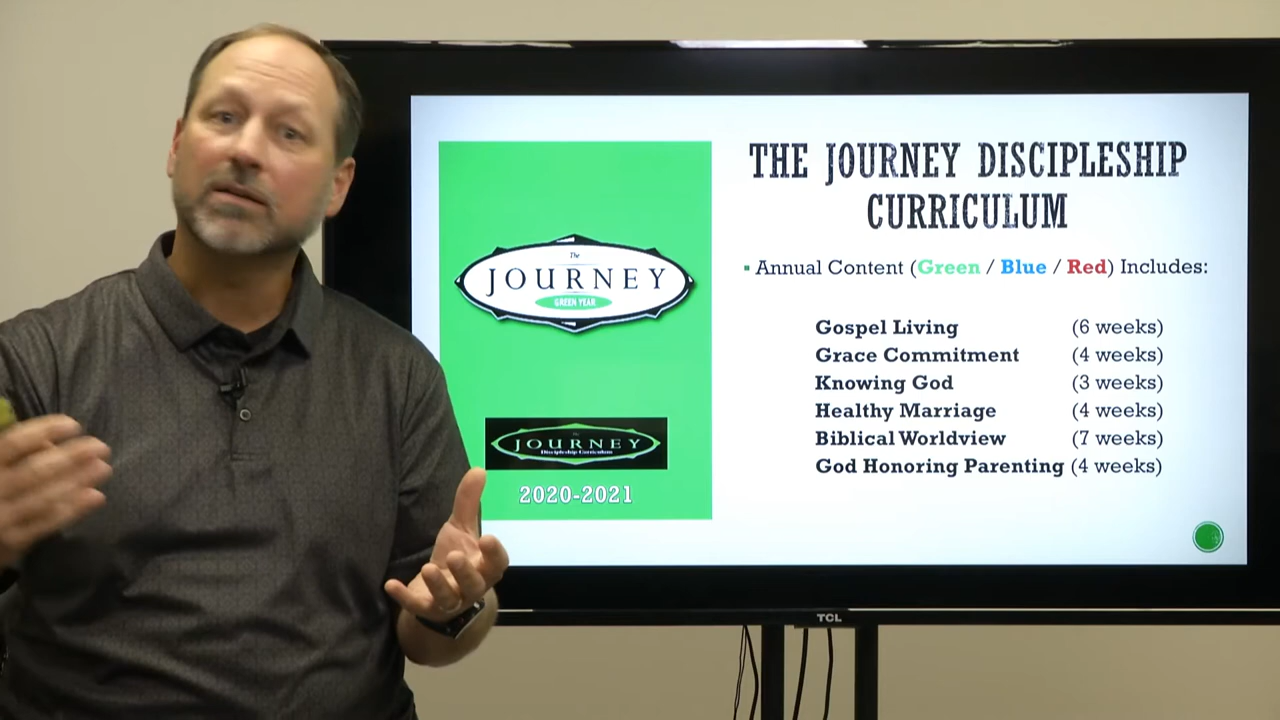 THE JOURNEY DISCIPLESHIP
CURRICULUM
▪ Annual Content (Green / Blue / Red) Includes:
Gospel Living (6 weeks)
Grace Commitment (4 weeks)
Knowing God (3 weeks)
Healthy Marriage (4 weeks)
Biblical Worldview (7 weeks)
God Honoring Parenting (4 weeks)
The
JOURNEY
GREEN YEAR
JOURNEY
Discipleship Curriculum
2020-2021
TCL